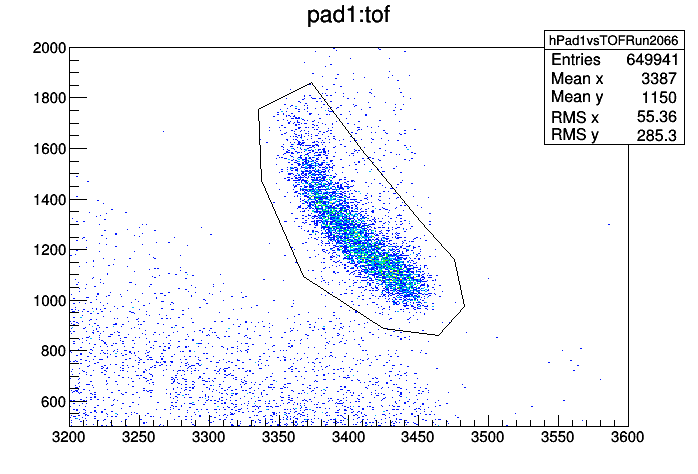 pad1:tof
hPad1vsTOFRun2066
Entries 649941
Mean x 3387
Mean y 1150
RMS x 55.36
RMS y 285.3
2000
1800
1600
1400
1200
1000
800
600
3200 3250 3300 3350 3400 3450 3500 3550 3600